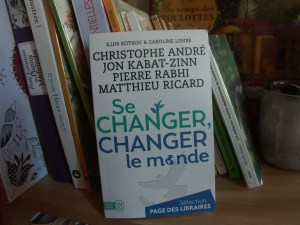 ILIOS KOTSOU & CAROLINE LESIRE
CHRISTOPHE ANDRÉ
JON KABAT-ZINN
PIERRE RABHI
MATTHIEU RICARD
Se
CHANGER,
CHANGER
le monde
Sélection
PAGE DES LIBRAIRES